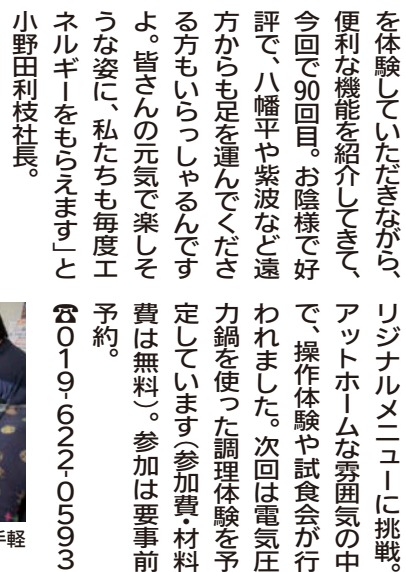 を体験していただきながら、
便利な機能を紹介してきて、
今回で90回目。お陰様で好
評で、八幡平や紫波など遠
方からも足を運んでくださ
る方もいらっしゃるんです
よ。皆さんの元気で楽しそ
うな姿に、私たちも毎度エ
ネルギーをもらえます」と
小野田利枝社長。
リジナルメニューに挑戦。
アットホームな雰囲気の中
で、操作体験や試食会が行
われました。次回は電気圧
力鍋を使った調理体験を予
定しています(参加費・材料
費は無料)。参加は要事前
予約。
☎019-622-0593
手軽